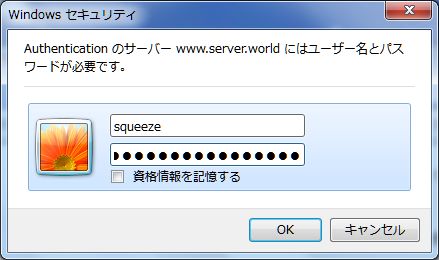 Windows セキュリティ
Authentication のサーバー www.server.world にはユーザー名とパス
ワードが必要です。
squeeze
●●●●●●●●●●●●●●●●
資格情報を記憶する
OK
キャンセル